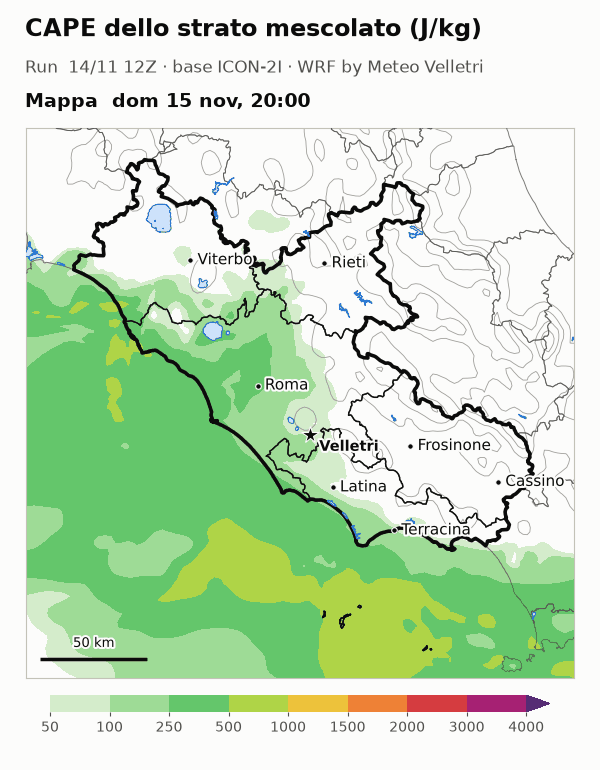 CAPE dello strato mescolato (J/kg)
Run  14/11 12Z · base ICON-2I · WRF by Meteo Velletri
Mappa  dom 15 nov, 20:00
Viterbo
Rieti
Roma
Velletri
Frosinone
Cassino
Latina
Terracina
50 km
50 100 250 500 1000 1500 2000 3000 4000